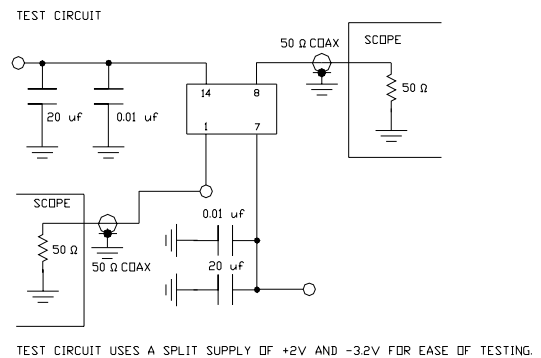 TEST CIRCUIT
50 Ω COAX
SCOPE
14
8
50 Ω
20 uf
0.01 uf
1
7
SCOPE
0.01 uf
50 Ω
50 Ω COAX
20 uf
TEST CIRCUIT USES A SPLIT SUPPLY OF +2V AND -3.2V FOR EASE OF TESTING.